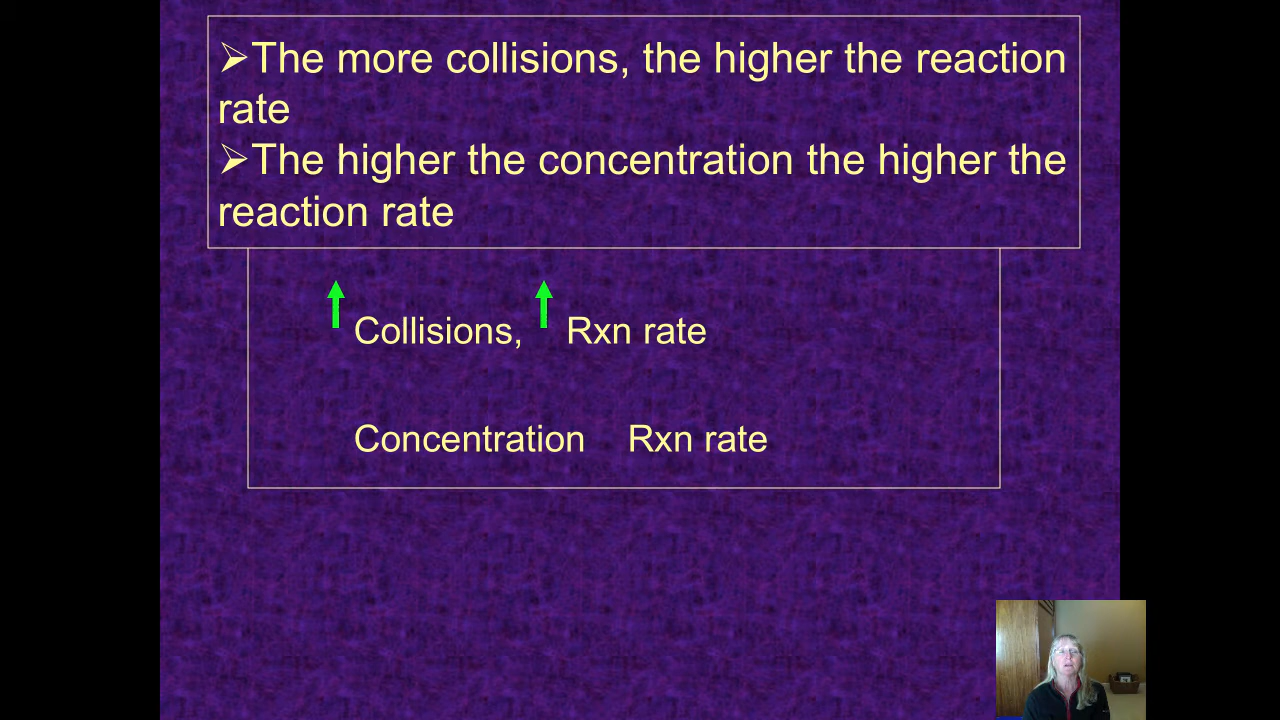 ➢The more collisions, the higher the reaction
rate
➢The higher the concentration the higher the
reaction rate
Collisions, Rxn rate
Concentration Rxn rate